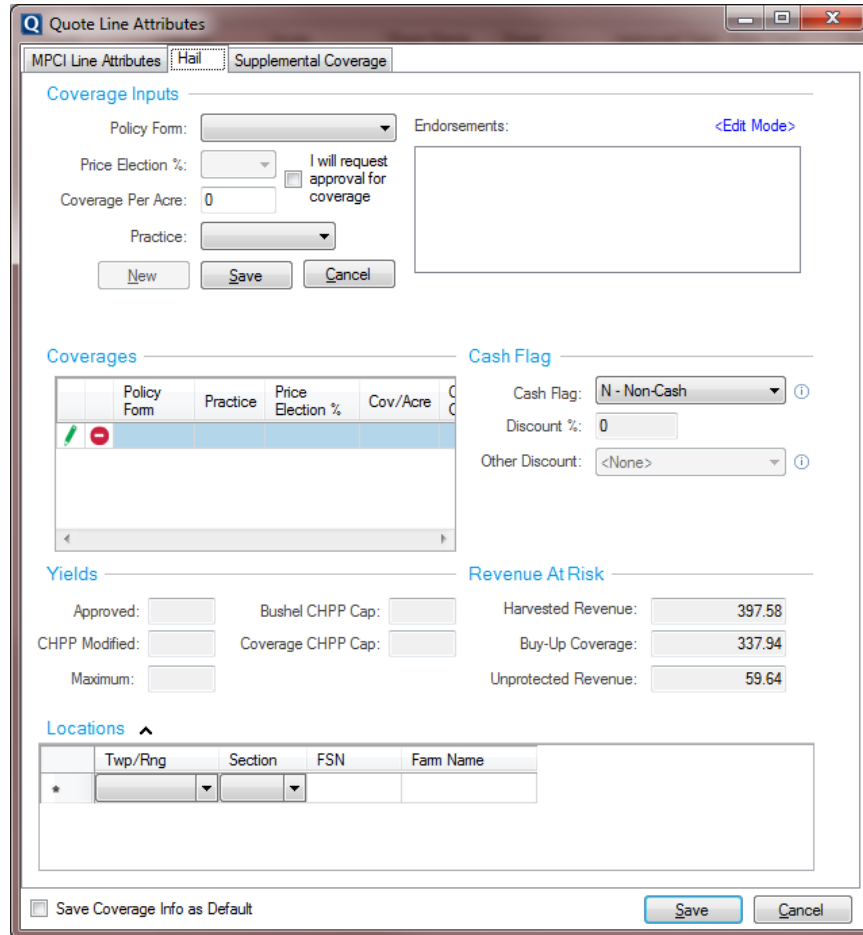 Quote Line Attributes
MPCI Line Attributes Hail Supplemental Coverage
Coverage Inputs
Policy Form:
Endorsements: <Edit Mode>
Price Election %:
I will request
approval for
coverage
Coverage Per Acre: 0
Practice:
New Save Cancel
Coverages
Policy
Form Practice Price
Election % Cov/Acre C
C
Cash Flag
Cash Flag: N - Non-Cash
Discount %: 0
Other Discount: <None>
Yields
Approved: Bushel CHPP Cap:
CHPP Modified: Coverage CHPP Cap:
Maximum:
Revenue At Risk
Harvested Revenue: 397.58
Buy-Up Coverage: 337.94
Unprotected Revenue: 59.64
Locations
Twp/Rng Section FSN Farm Name
*
Save Coverage Info as Default Save Cancel